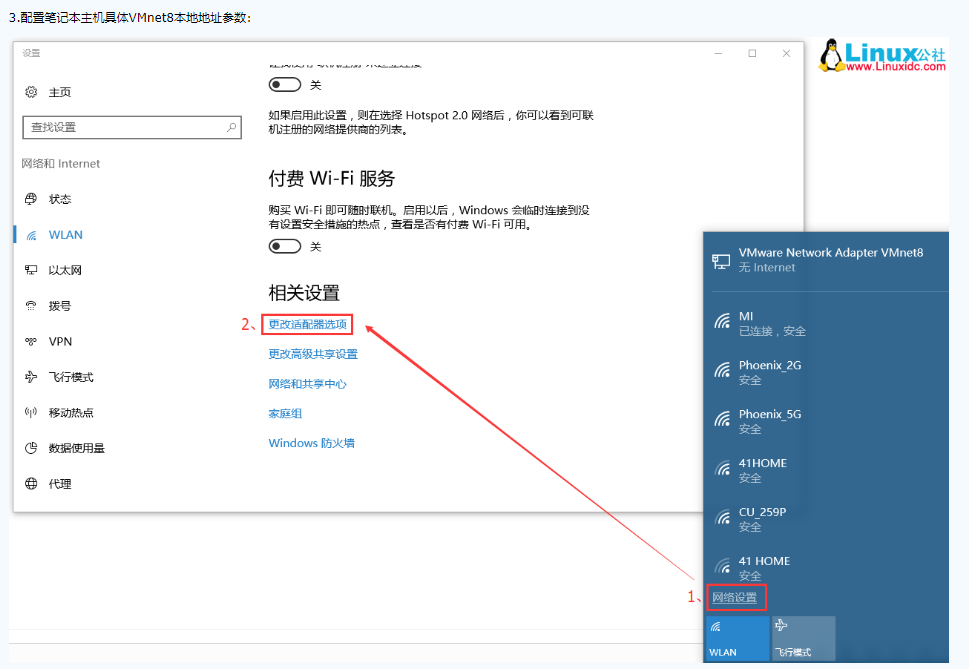 3.配置笔记本主机具体VMnet8本地地址参数:
Linux公社
www.Linuxidc.com
设置
主页
查找设置
网络和 Internet
状态
WLAN
以太网
拨号
VPN
飞行模式
移动热点
数据使用量
代理
关
如果启用此设置，则在选择 Hotspot 2.0 网络后，你可以看到可联
机注册的网络提供商的列表。
付费 Wi-Fi 服务
购买 Wi-Fi 即可随时联机。启用以后，Windows 会临时连接到没
有设置安全措施的热点，查看是否有付费 Wi-Fi 可用。
关
相关设置
2、
更改适配器选项
更改高级共享设置
网络和共享中心
家庭组
Windows 防火墙
VMware Network Adapter VMnet8
无 Internet
MI
已连接，安全
Phoenix_2G
安全
Phoenix_5G
安全
41HOME
安全
CU_259P
安全
41 HOME
安全
1、
网络设置
WLAN
飞行模式